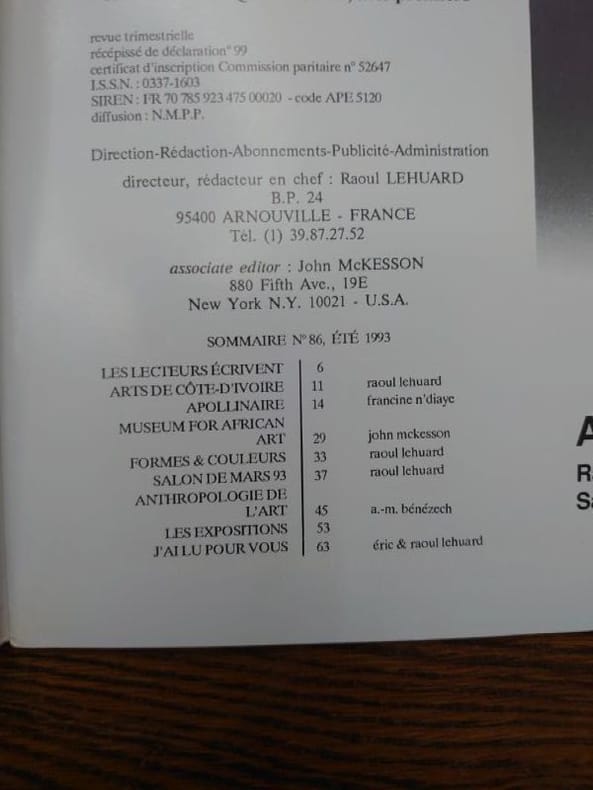 revue trimestrielle
récépissé de déclaration n° 99
certificat d'inscription Commission paritaire n° 52647
I.S.S.N. : 0337-1603
SIREN : FR 70 785 923 475 00020 - code APE 5120
diffusion : N.M.P.P.
Direction-Rédaction-Abonnements-Publicité-Administration
directeur, rédacteur en chef : Raoul LEHUARD
B.P. 24
95400 ARNOUVILLE - FRANCE
Tél. (1) 39.87.27.52
associate editor : John McKESSON
880 Fifth Ave., 19E
New York N.Y. 10021 - U.S.A.
SOMMAIRE N° 86, ÉTÉ 1993
LES LECTEURS ÉCRIVENT 6
ARTS DE CÔTE-D'IVOIRE 11 raoul lehuard
APOLLINAIRE 14 francine n'diaye
MUSEUM FOR AFRICAN
ART 29 john mckesson
FORMES & COULEURS 33 raoul lehuard
SALON DE MARS 93 37 raoul lehuard
ANTHROPOLOGIE DE
L'ART 45 a.-m. bénézech
LES EXPOSITIONS 53
J'AI LU POUR VOUS 63 éric & raoul lehuard